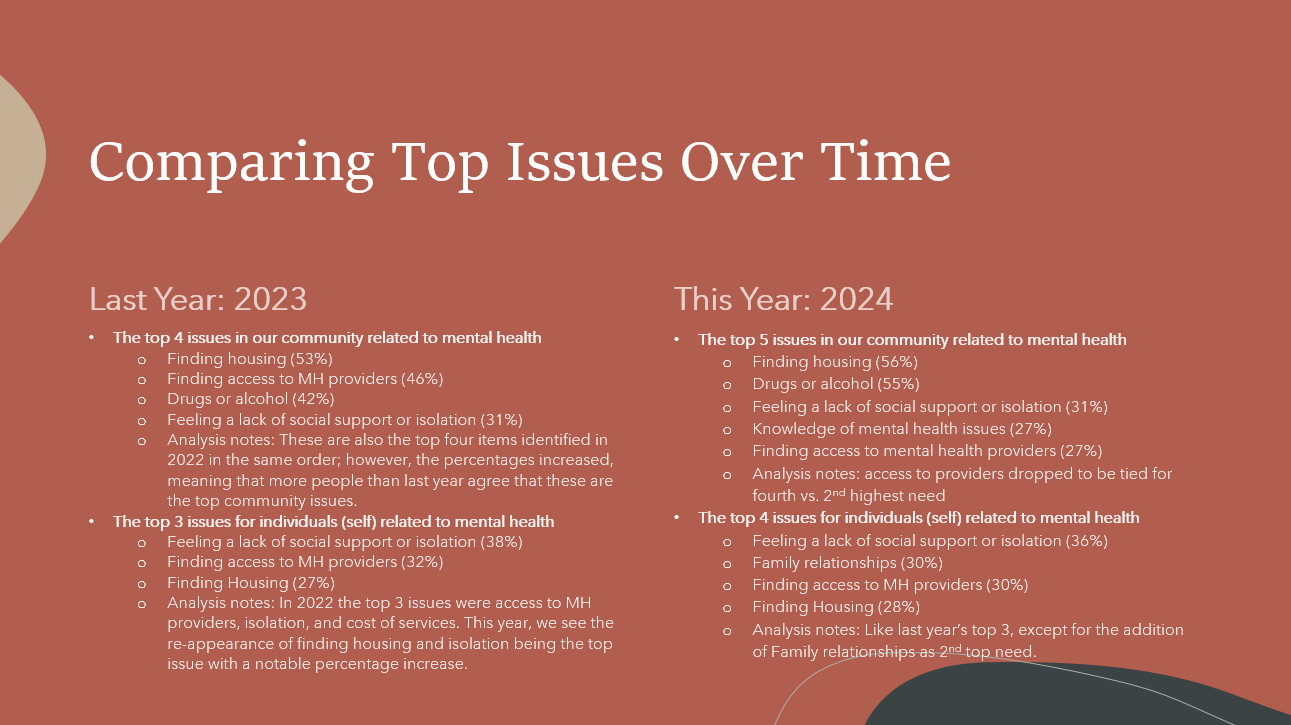 Comparing Top Issues Over Time
Last Year: 2023
• The top 4 issues in our community related to mental health
o Finding housing (53%)
o Finding access to MH providers (46%)
o Drugs or alcohol (42%)
o Feeling a lack of social support or isolation (31%)
o Analysis notes: These are also the top four items identified in
2022 in the same order; however, the percentages increased,
meaning that more people than last year agree that these are
the top community issues.
• The top 3 issues for individuals (self) related to mental health
o Feeling a lack of social support or isolation (38%)
o Finding access to MH providers (32%)
o Finding Housing (27%)
o Analysis notes: In 2022 the top 3 issues were access to MH
providers, isolation, and cost of services. This year, we see the
re-appearance of finding housing and isolation being the top
issue with a notable percentage increase.
This Year: 2024
• The top 5 issues in our community related to mental health
o Finding housing (56%)
o Drugs or alcohol (55%)
o Feeling a lack of social support or isolation (31%)
o Knowledge of mental health issues (27%)
o Finding access to mental health providers (27%)
o Analysis notes: access to providers dropped to be tied for
fourth vs. 2nd highest need
• The top 4 issues for individuals (self) related to mental health
o Feeling a lack of social support or isolation (36%)
o Family relationships (30%)
o Finding access to MH providers (30%)
o Finding Housing (28%)
o Analysis notes: Like last year's top 3, except for the addition
of Family relationships as 2nd top need.